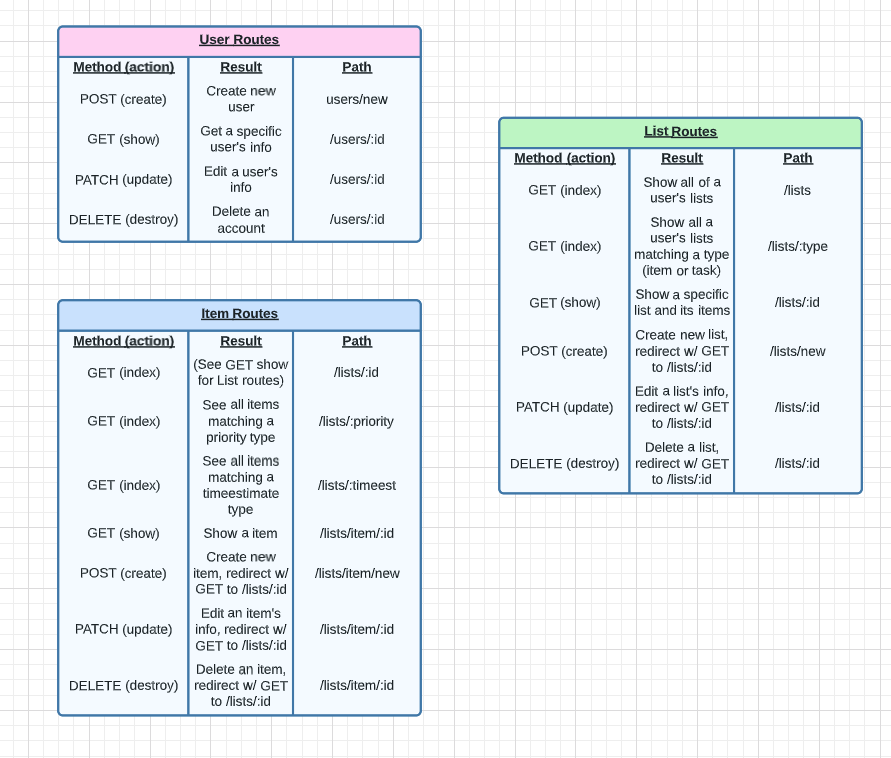 User Routes
Method (action) Result Path
POST (create) Create new user users/new
GET (show) Get a specific user's info /users/:id
PATCH (update) Edit a user's info /users/:id
DELETE (destroy) Delete an account /users/:id
List Routes
Method (action) Result Path
GET (index) Show all of a user's lists /lists
GET (index) Show all a user's lists matching a type (item or task) /lists/:type
GET (show) Show a specific list and its items /lists/:id
POST (create) Create new list, redirect w/ GET to /lists/:id /lists/new
PATCH (update) Edit a list's info, redirect w/ GET to /lists/:id /lists/:id
DELETE (destroy) Delete a list, redirect w/ GET to /lists/:id /lists/:id
Item Routes
Method (action) Result Path
GET (index) (See GET show for List routes) /lists/:id
GET (index) See all items matching a priority type /lists/:priority
GET (index) See all items matching a timeestimate type /lists/:timeest
GET (show) Show a item /lists/item/:id
POST (create) Create new item, redirect w/ GET to /lists/:id /lists/item/new
PATCH (update) Edit an item's info, redirect w/ GET to /lists/:id /lists/item/:id
DELETE (destroy) Delete an item, redirect w/ GET to /lists/:id /lists/item/:id